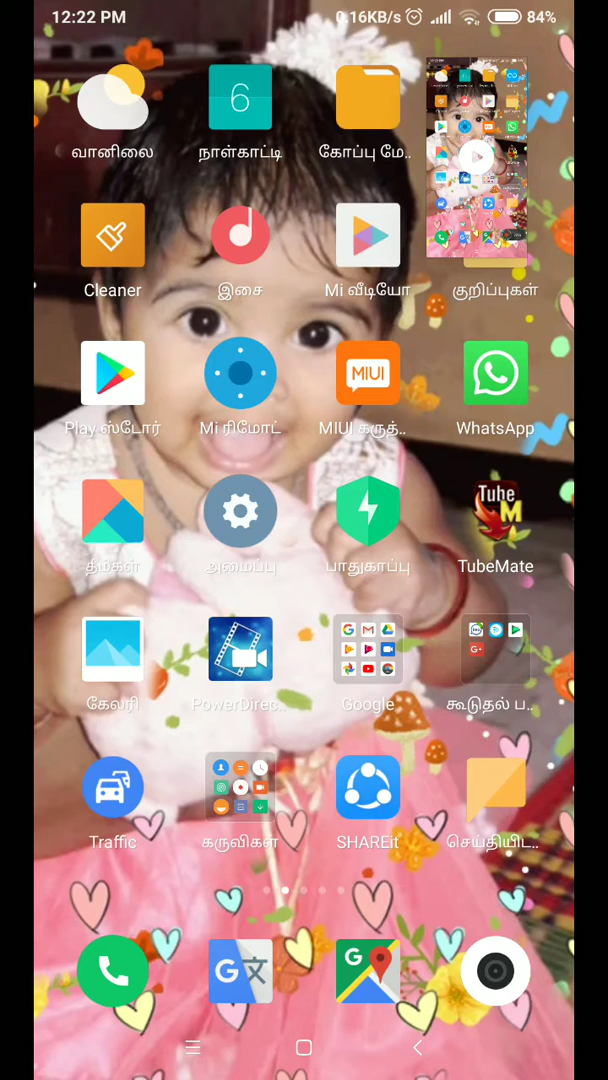 12:22 PM 0.16KB/s 84%
வானிலை நாள்காட்டி கோப்பு மே..
6
Cleaner இசை Mi வீடியோ குறிப்புகள்
MIUI
Play ஸ்டோர் Mi ரிமோட் MIUI கருத்.. WhatsApp
Tube
M
தீம்கள் அமைப்பு பாதுகாப்பு TubeMate
கேலரி PowerDirec.. Google கூடுதல் ப..
Traffic கருவிகள் SHAREit செய்தியிட..
G G